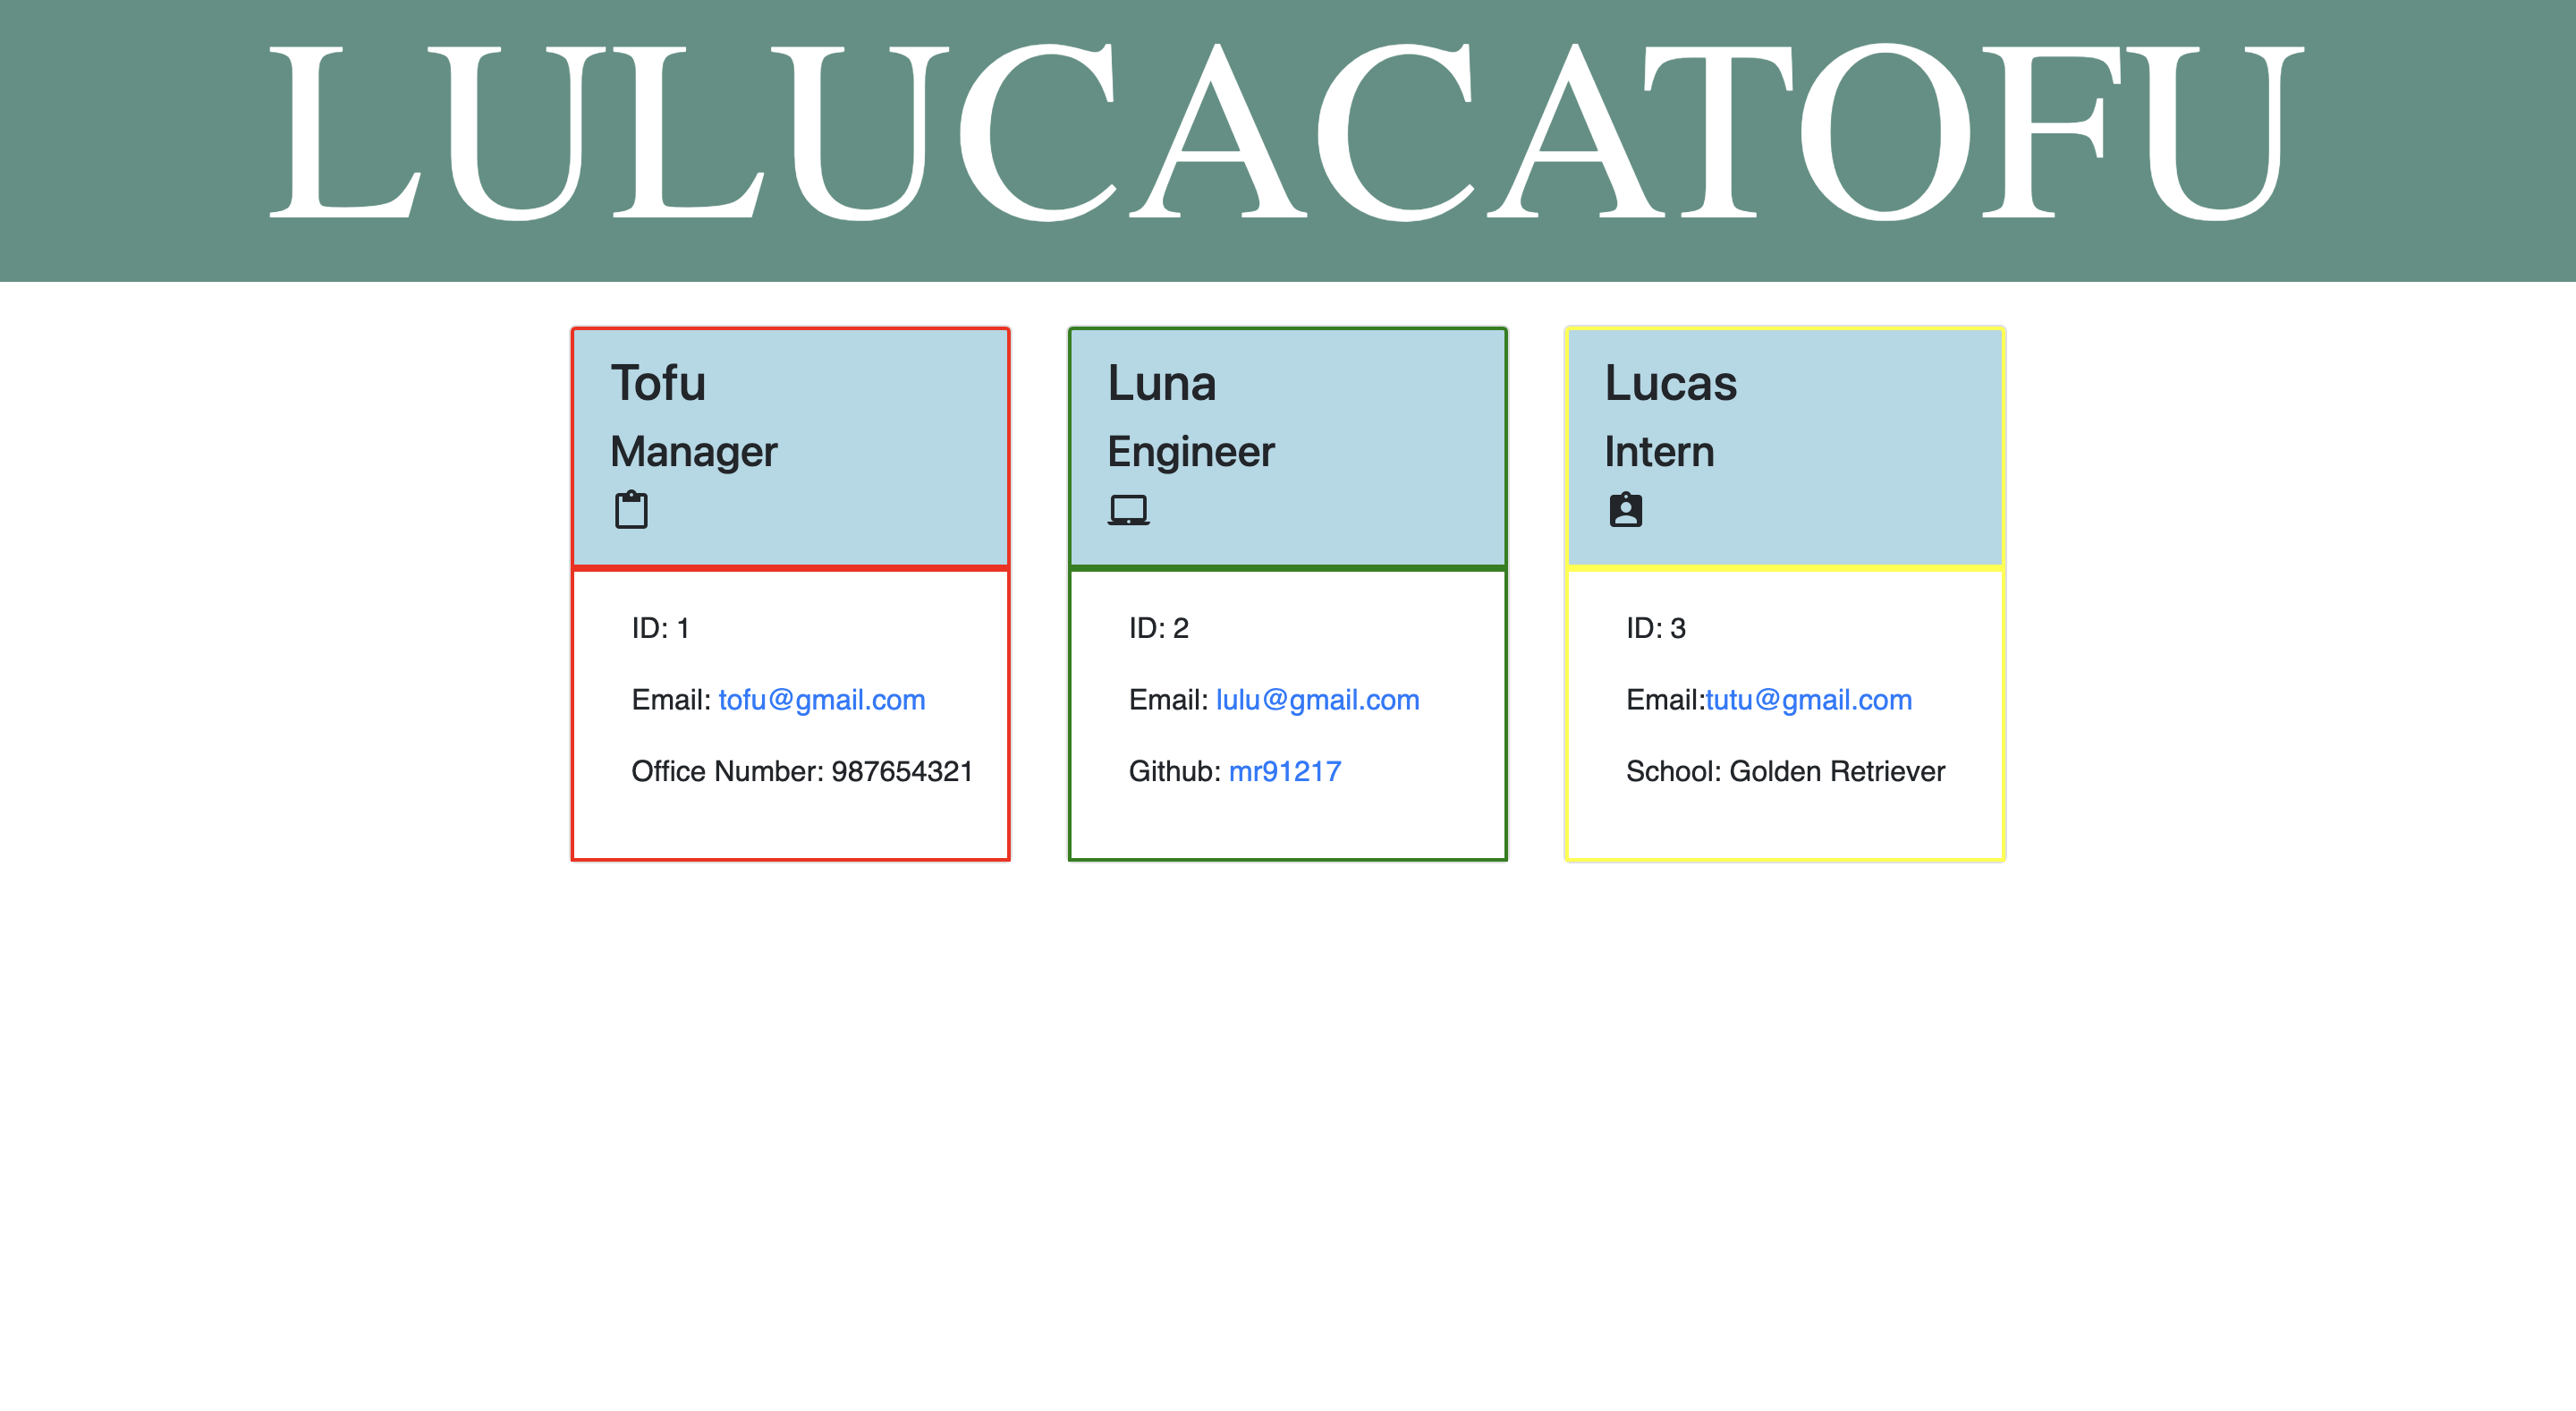 LULUCACATOFU
Tofu
Manager
ID: 1
Email: tofu@gmail.com
Office Number: 987654321
Luna
Engineer
ID: 2
Email: lulu@gmail.com
Github: mr91217
Lucas
Intern
ID: 3
Email:tutu@gmail.com
School: Golden Retriever